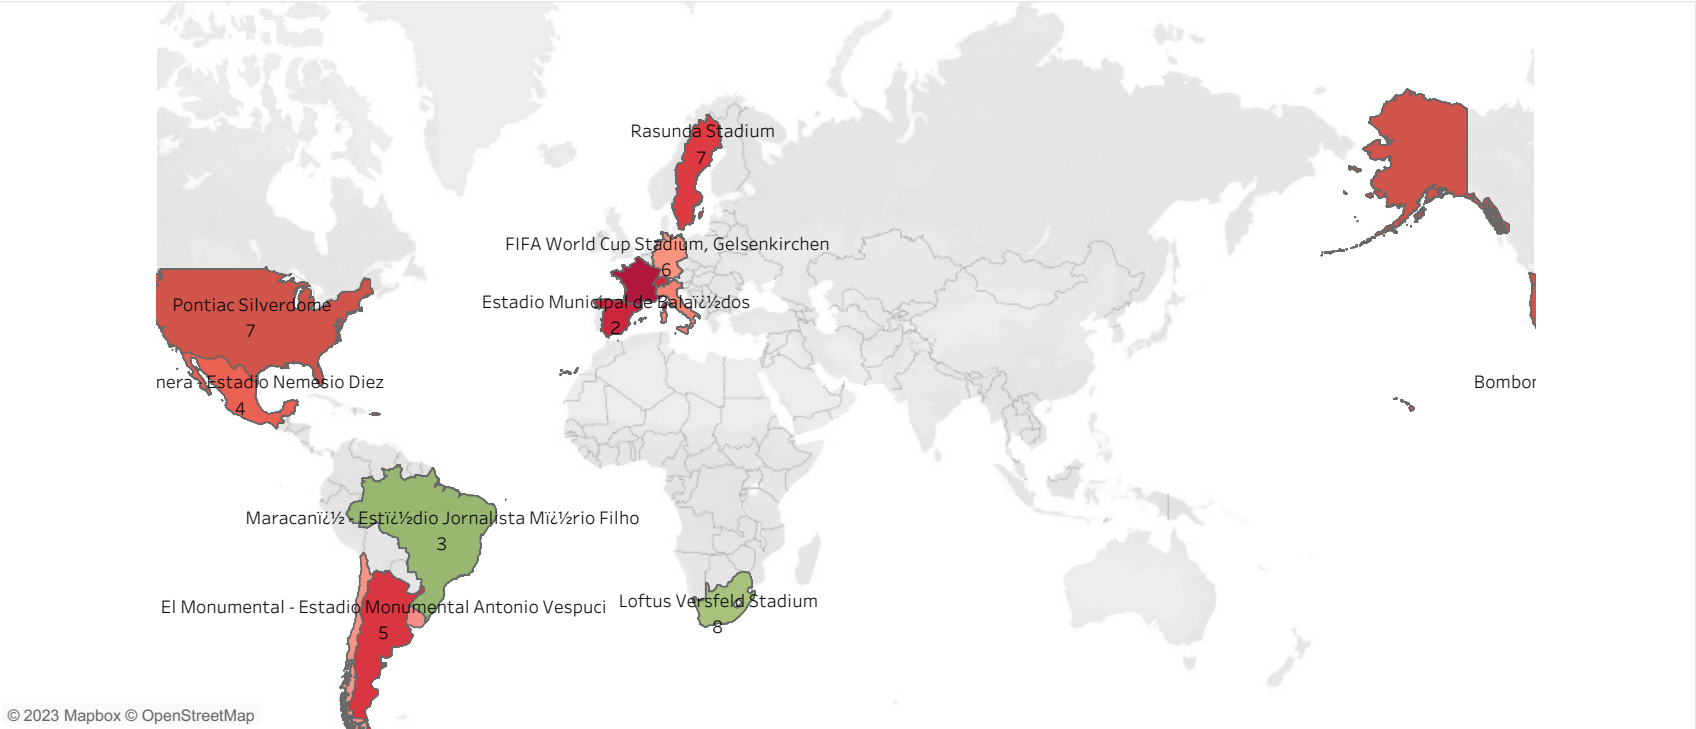 Rasunda Stadium
7
FIFA World Cup Stadium, Gelsenkirchen
6
Estadio Municipal de Balaï¿½dos
2
Pontiac Silverdome
7
nera - Estadio Nemesio Diez
4
Bombor
Maracanï¿½ - Estï¿½dio Jornalista Mï¿½rio Filho
3
El Monumental - Estadio Monumental Antonio Vespuci
5
Loftus Versfeld Stadium
8
© 2023 Mapbox © OpenStreetMap